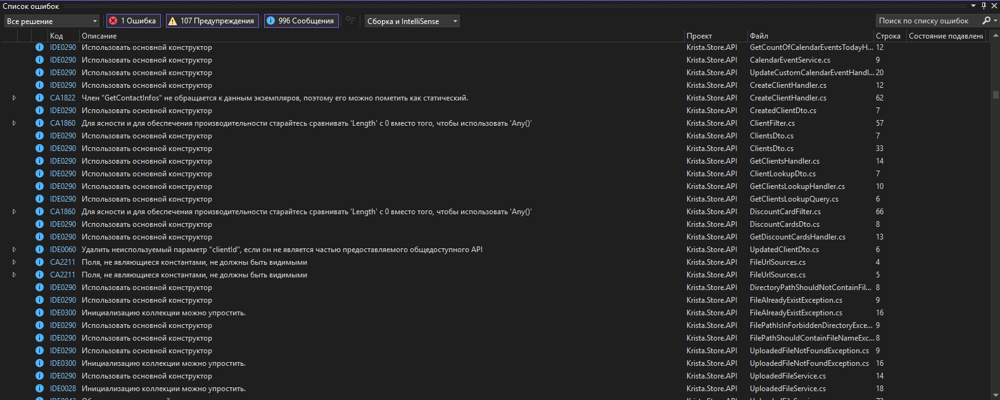 Список ошибок
Все решение 1 Ошибка 107 Предупреждения 996 Сообщения Сборка и IntelliSense Поиск по списку ошибок
Код Описание Проект Файл Строка Состояние подавлени
IDE0290 Использовать основной конструктор Krista.Store.API GetCountOfCalendarEventsTodayH... 12
IDE0290 Использовать основной конструктор Krista.Store.API CalendarEventService.cs 9
IDE0290 Использовать основной конструктор Krista.Store.API UpdateCustomCalendarEventHandl... 20
IDE0290 Использовать основной конструктор Krista.Store.API CreateClientHandler.cs 12
CA1822 Член "GetContactInfos" не обращается к данным экземпляров, поэтому его можно пометить как статический. Krista.Store.API CreateClientHandler.cs 62
IDE0290 Использовать основной конструктор Krista.Store.API CreatedClientDto.cs 7
CA1860 Для ясности и для обеспечения производительности старайтесь сравнивать 'Length' с 0 вместо того, чтобы использовать 'Any()' Krista.Store.API ClientFilter.cs 57
IDE0290 Использовать основной конструктор Krista.Store.API ClientsDto.cs 7
IDE0290 Использовать основной конструктор Krista.Store.API ClientsDto.cs 33
IDE0290 Использовать основной конструктор Krista.Store.API GetClientsHandler.cs 14
IDE0290 Использовать основной конструктор Krista.Store.API ClientLookupDto.cs 7
IDE0290 Использовать основной конструктор Krista.Store.API GetClientsLookupHandler.cs 10
IDE0290 Использовать основной конструктор Krista.Store.API GetClientsLookupQuery.cs 6
CA1860 Для ясности и для обеспечения производительности старайтесь сравнивать 'Length' с 0 вместо того, чтобы использовать 'Any()' Krista.Store.API DiscountCardFilter.cs 66
IDE0290 Использовать основной конструктор Krista.Store.API DiscountCardsDto.cs 8
IDE0290 Использовать основной конструктор Krista.Store.API GetDiscountCardsHandler.cs 13
IDE0060 Удалить неиспользуемый параметр "clientId", если он не является частью предоставляемого общедоступного API Krista.Store.API UpdatedClientDto.cs 6
CA2211 Поля, не являющиеся константами, не должны быть видимыми Krista.Store.API FileUrlSources.cs 4
CA2211 Поля, не являющиеся константами, не должны быть видимыми Krista.Store.API FileUrlSources.cs 5
IDE0290 Использовать основной конструктор Krista.Store.API DirectoryPathShouldNotContainFil... 8
IDE0290 Использовать основной конструктор Krista.Store.API FileAlreadyExistException.cs 9
IDE0300 Инициализацию коллекции можно упростить. Krista.Store.API FileAlreadyExistException.cs 16
IDE0290 Использовать основной конструктор Krista.Store.API FilePathIsInForbiddenDirectoryExce... 9
IDE0290 Использовать основной конструктор Krista.Store.API FilePathShouldContainFileNameExc... 8
IDE0290 Использовать основной конструктор Krista.Store.API UploadedFileNotFoundException.cs 9
IDE0300 Инициализацию коллекции можно упростить. Krista.Store.API UploadedFileNotFoundException.cs 16
IDE0290 Использовать основной конструктор Krista.Store.API UploadedFileService.cs 14
IDE0028 Инициализацию коллекции можно упростить. Krista.Store.API UploadedFileService.cs 18